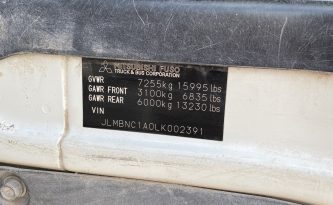 MITSUBISHI FUSO
TRUCK & BUS CORPORATION
GVWR 7255kg 15995 lbs
GAWR FRONT 3100kg 6835 lbs
GAWR REAR 6000kg 13230 lbs
VIN
JLMBNC1A0LK002391